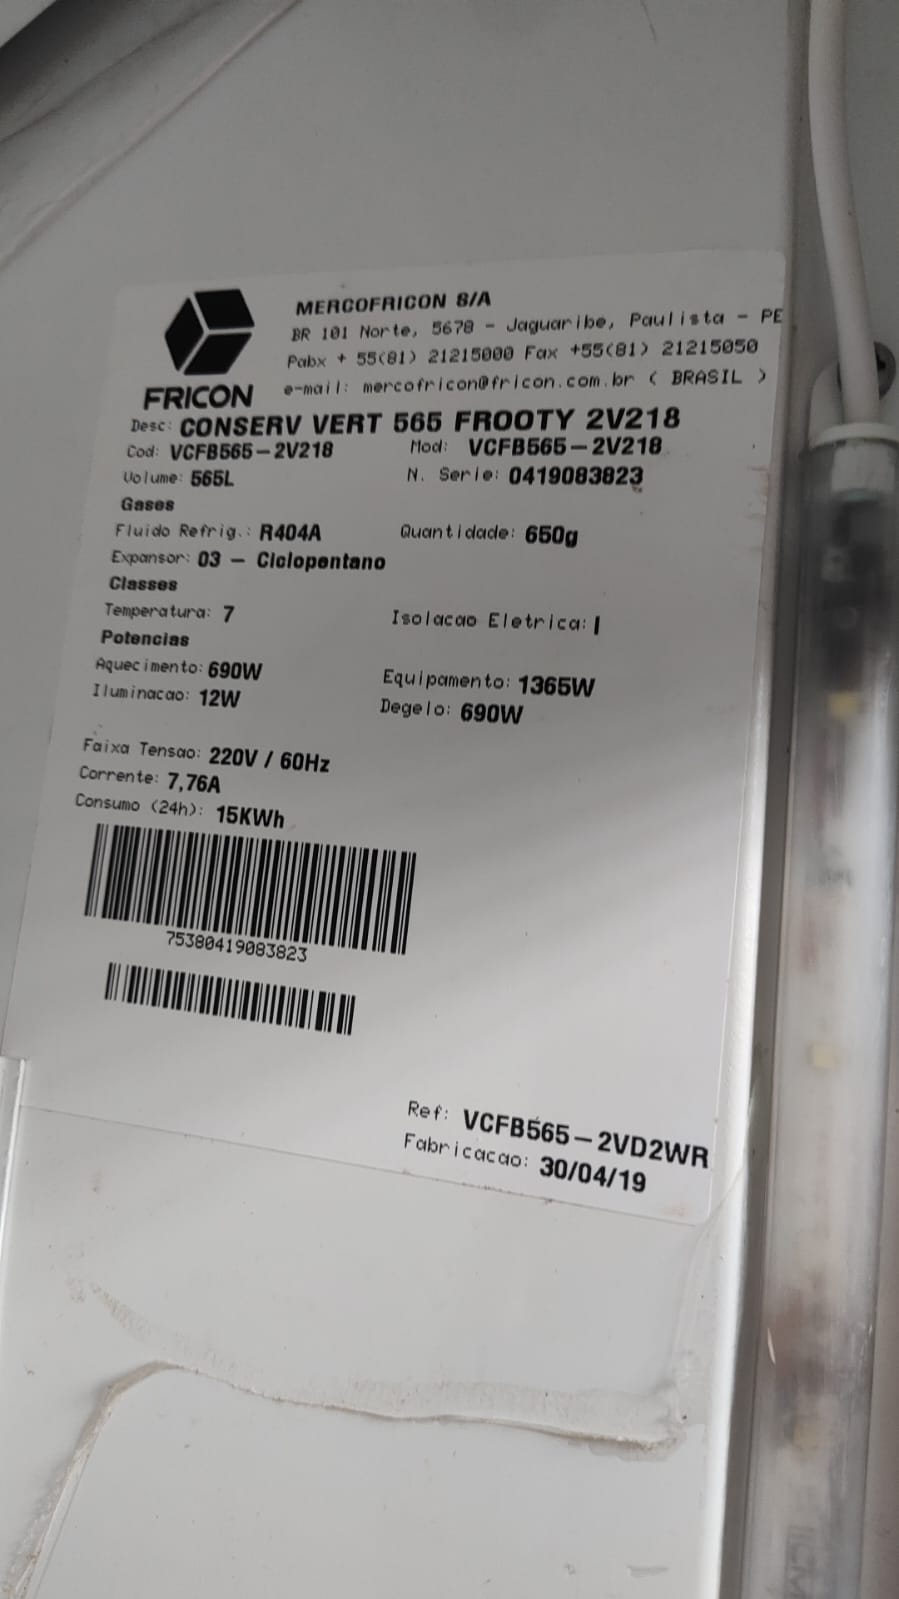 MERCOFRICON S/A
BR 101 Norte, 5678 - Jaguaribe, Paulista - PE
Pabx + 55(81) 21215000 Fax +55(81) 21215050
e-mail: mercofricon@fricon.com.br ( BRASIL )
FRICON
Desc: CONSERV VERT 565 FROOTY 2V218
Cod: VCFB565-2V218 Mod: VCFB565-2V218
Volume: 565L N. Serie: 0419083823
Gases
Fluido Refrig.: R404A Quantidade: 650g
Expansor: 03 - Ciclopentano
Classes
Temperatura: 7 Isolacao Eletrica: I
Potencias
Aquecimento: 690W Equipamento: 1365W
Iluminacao: 12W Degelo: 690W
Faixa Tensao: 220V / 60Hz
Corrente: 7,76A
Consumo (24h): 15KWh
75380419083823
Ref: VCFB565-2VD2WR
Fabricacao: 30/04/19